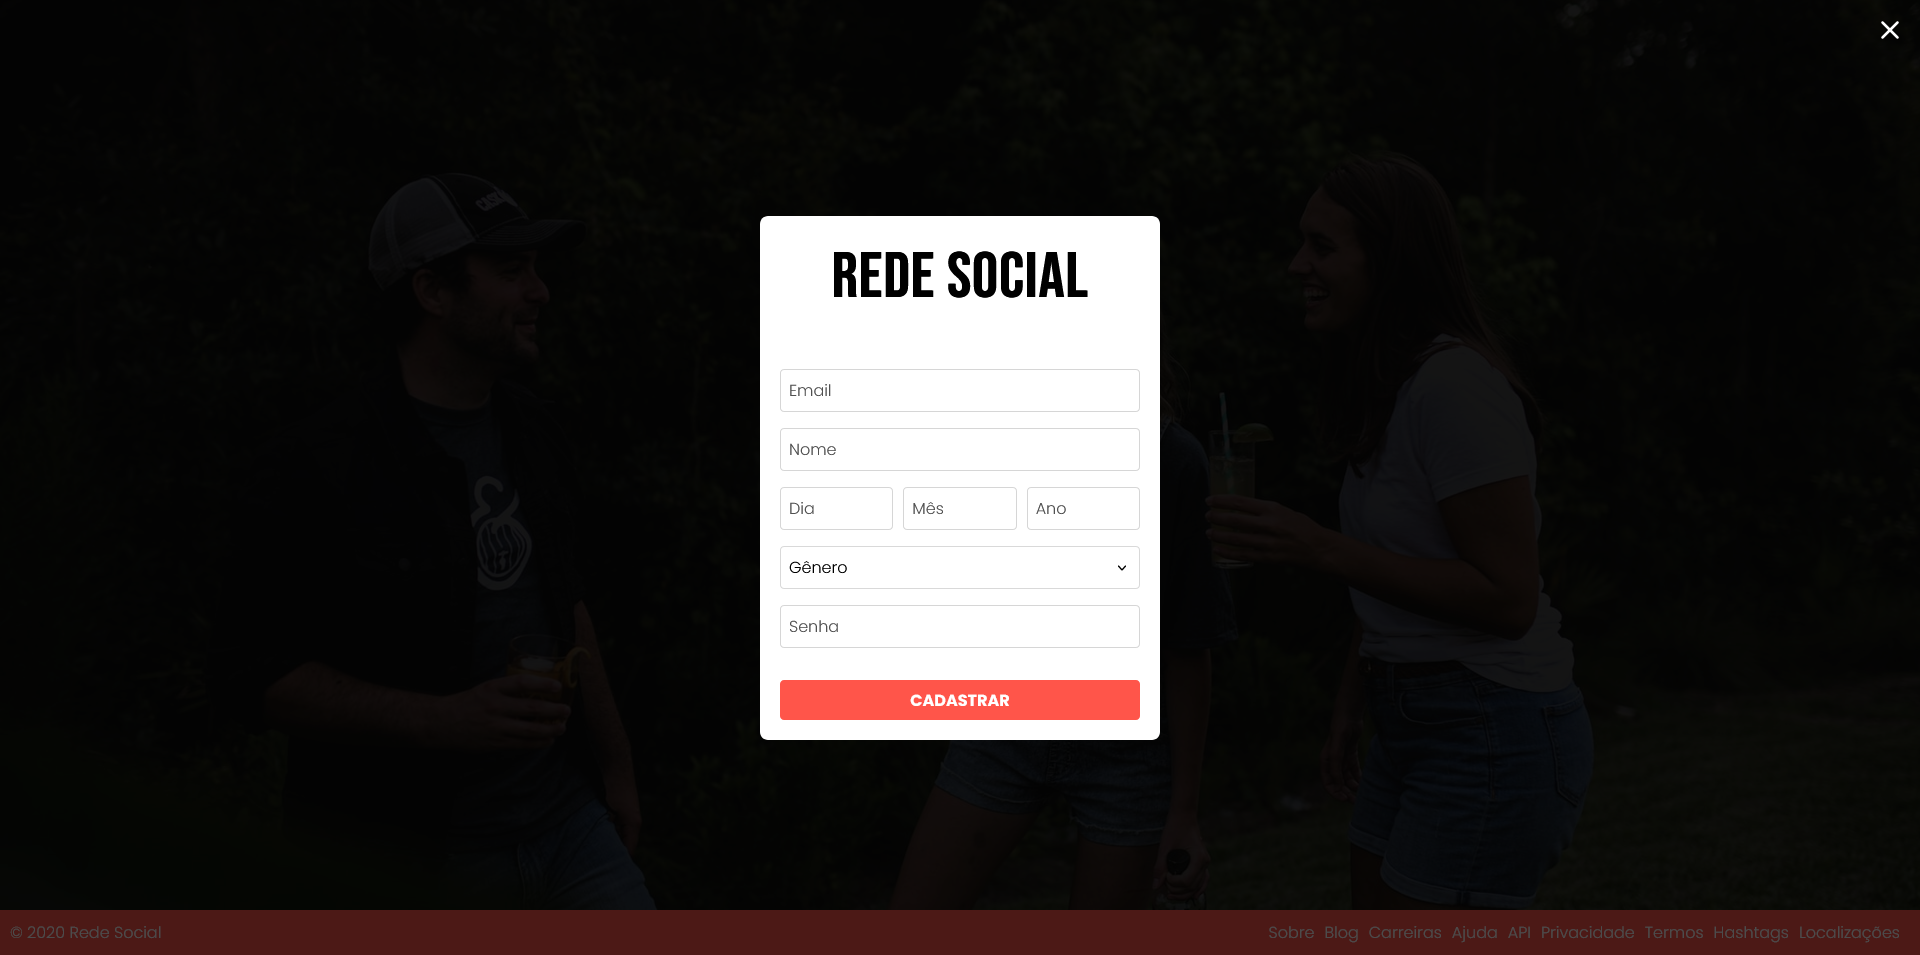 REDE SOCIAL
Email
Nome
Dia Mês Ano
Gênero
Senha
CADASTRAR
© 2020 Rede Social
Sobre Blog Carreiras Ajuda API Privacidade Termos Hashtags Localizações